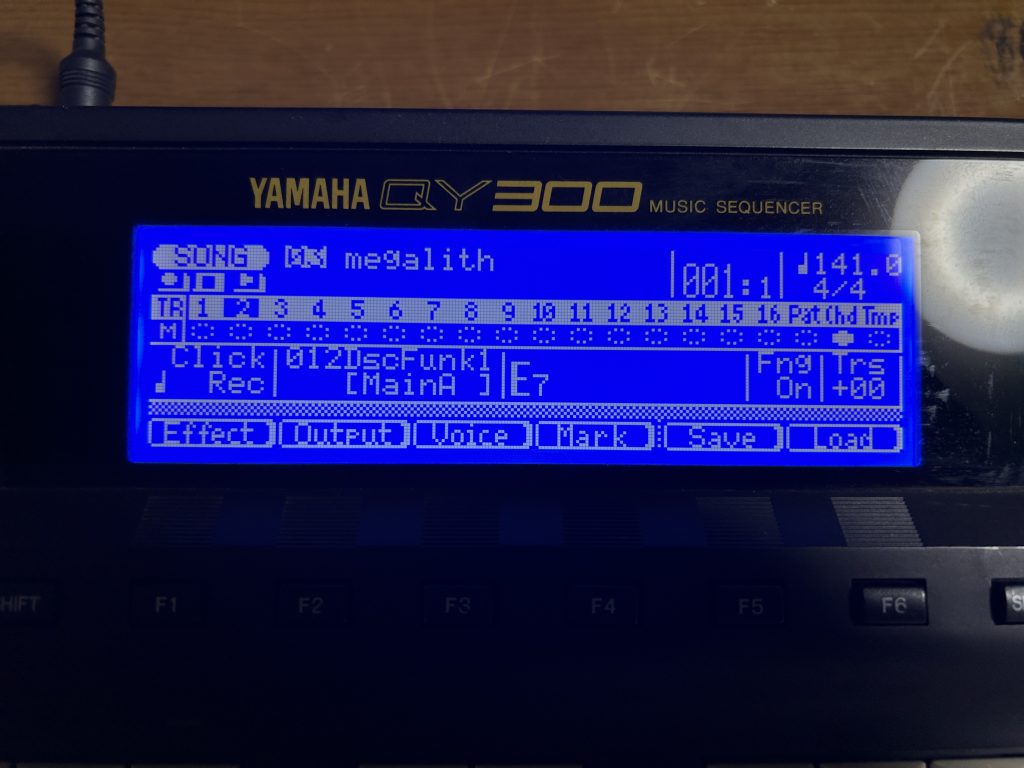 YAMAHA QY300 MUSIC SEQUENCER
SONG megalith 001:1 ♩141.0
4/4
TR 1 2 3 4 5 6 7 8 9 10 11 12 13 14 15 16 Pat Chd Tmp
M
Click 012DscFunk1 E7 Fng Trs
♩ Rec [MainA ] On +00
Effect Output Voice Mark Save Load
F1 F2 F3 F4 F5 F6